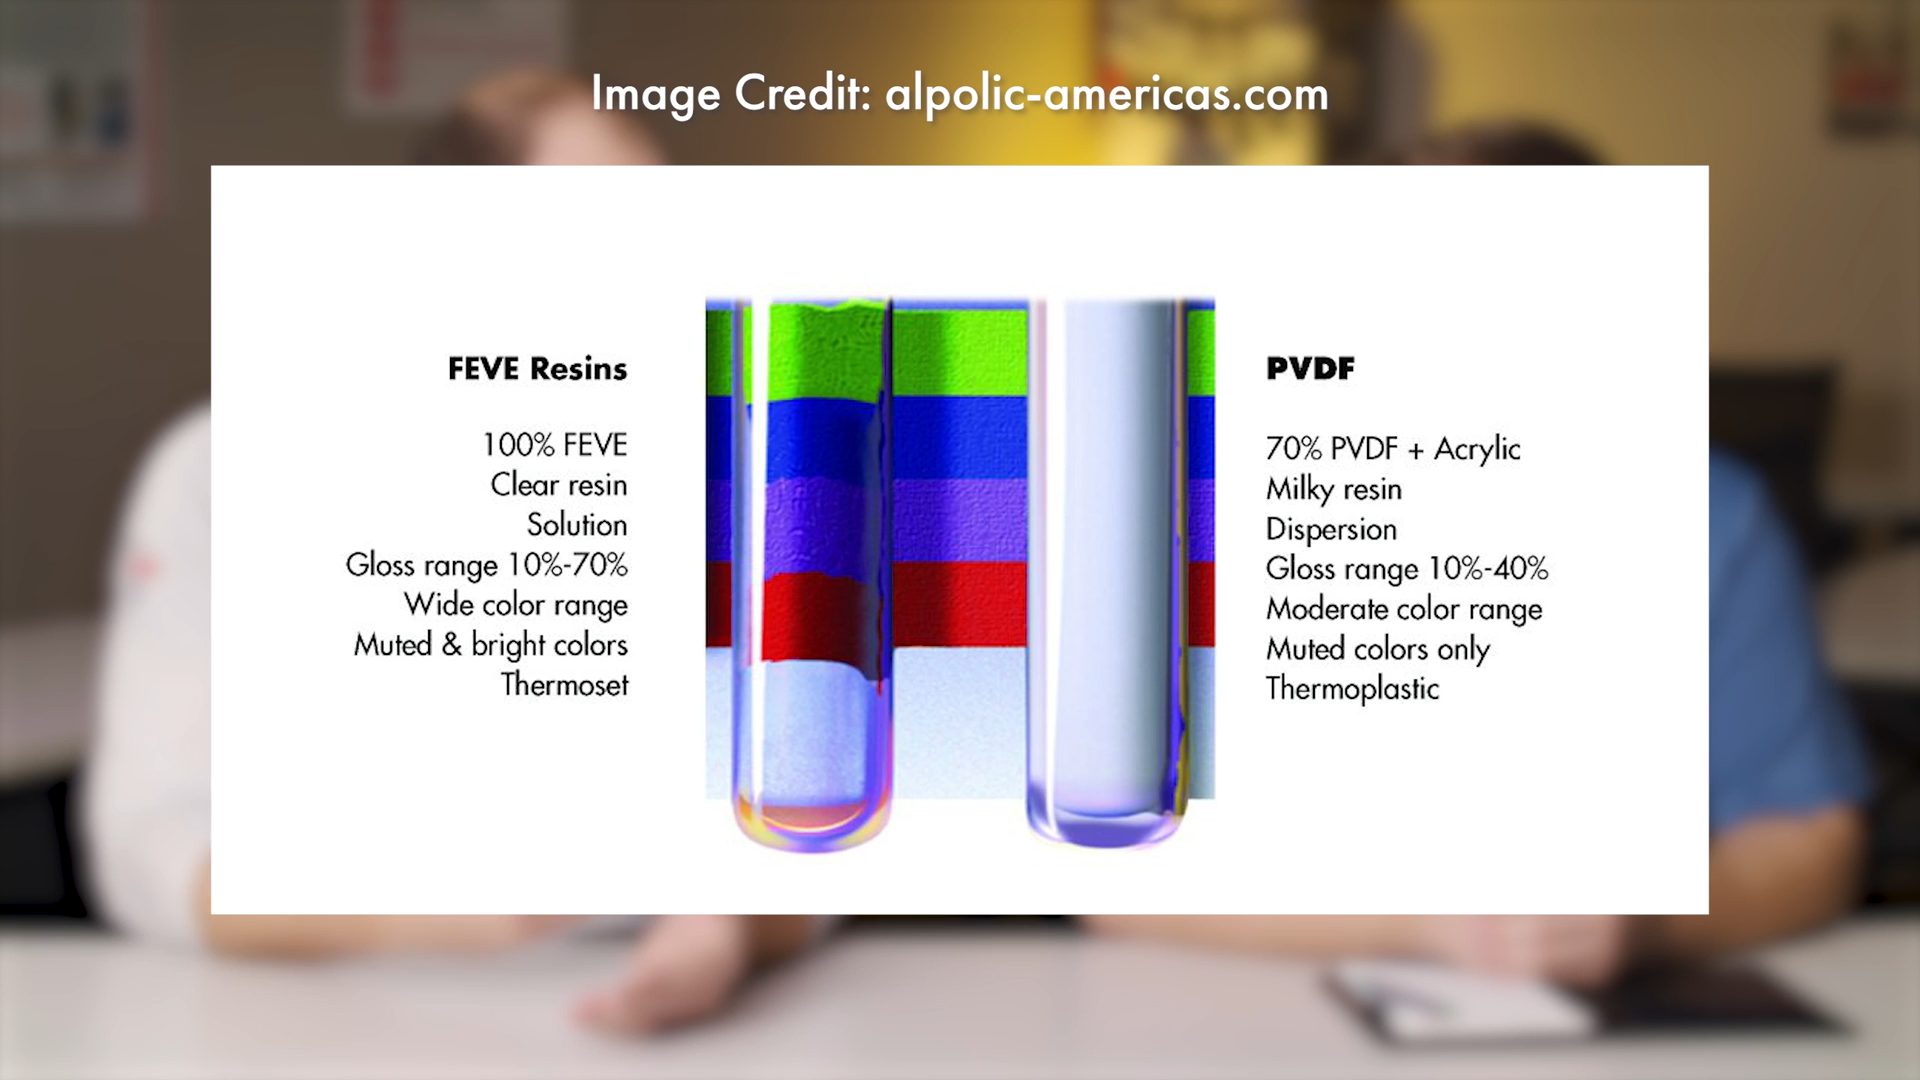 Image Credit: alpolic-americas.com
FEVE Resins
100% FEVE
Clear resin
Solution
Gloss range 10%-70%
Wide color range
Muted & bright colors
Thermoset
PVDF
70% PVDF + Acrylic
Milky resin
Dispersion
Gloss range 10%-40%
Moderate color range
Muted colors only
Thermoplastic